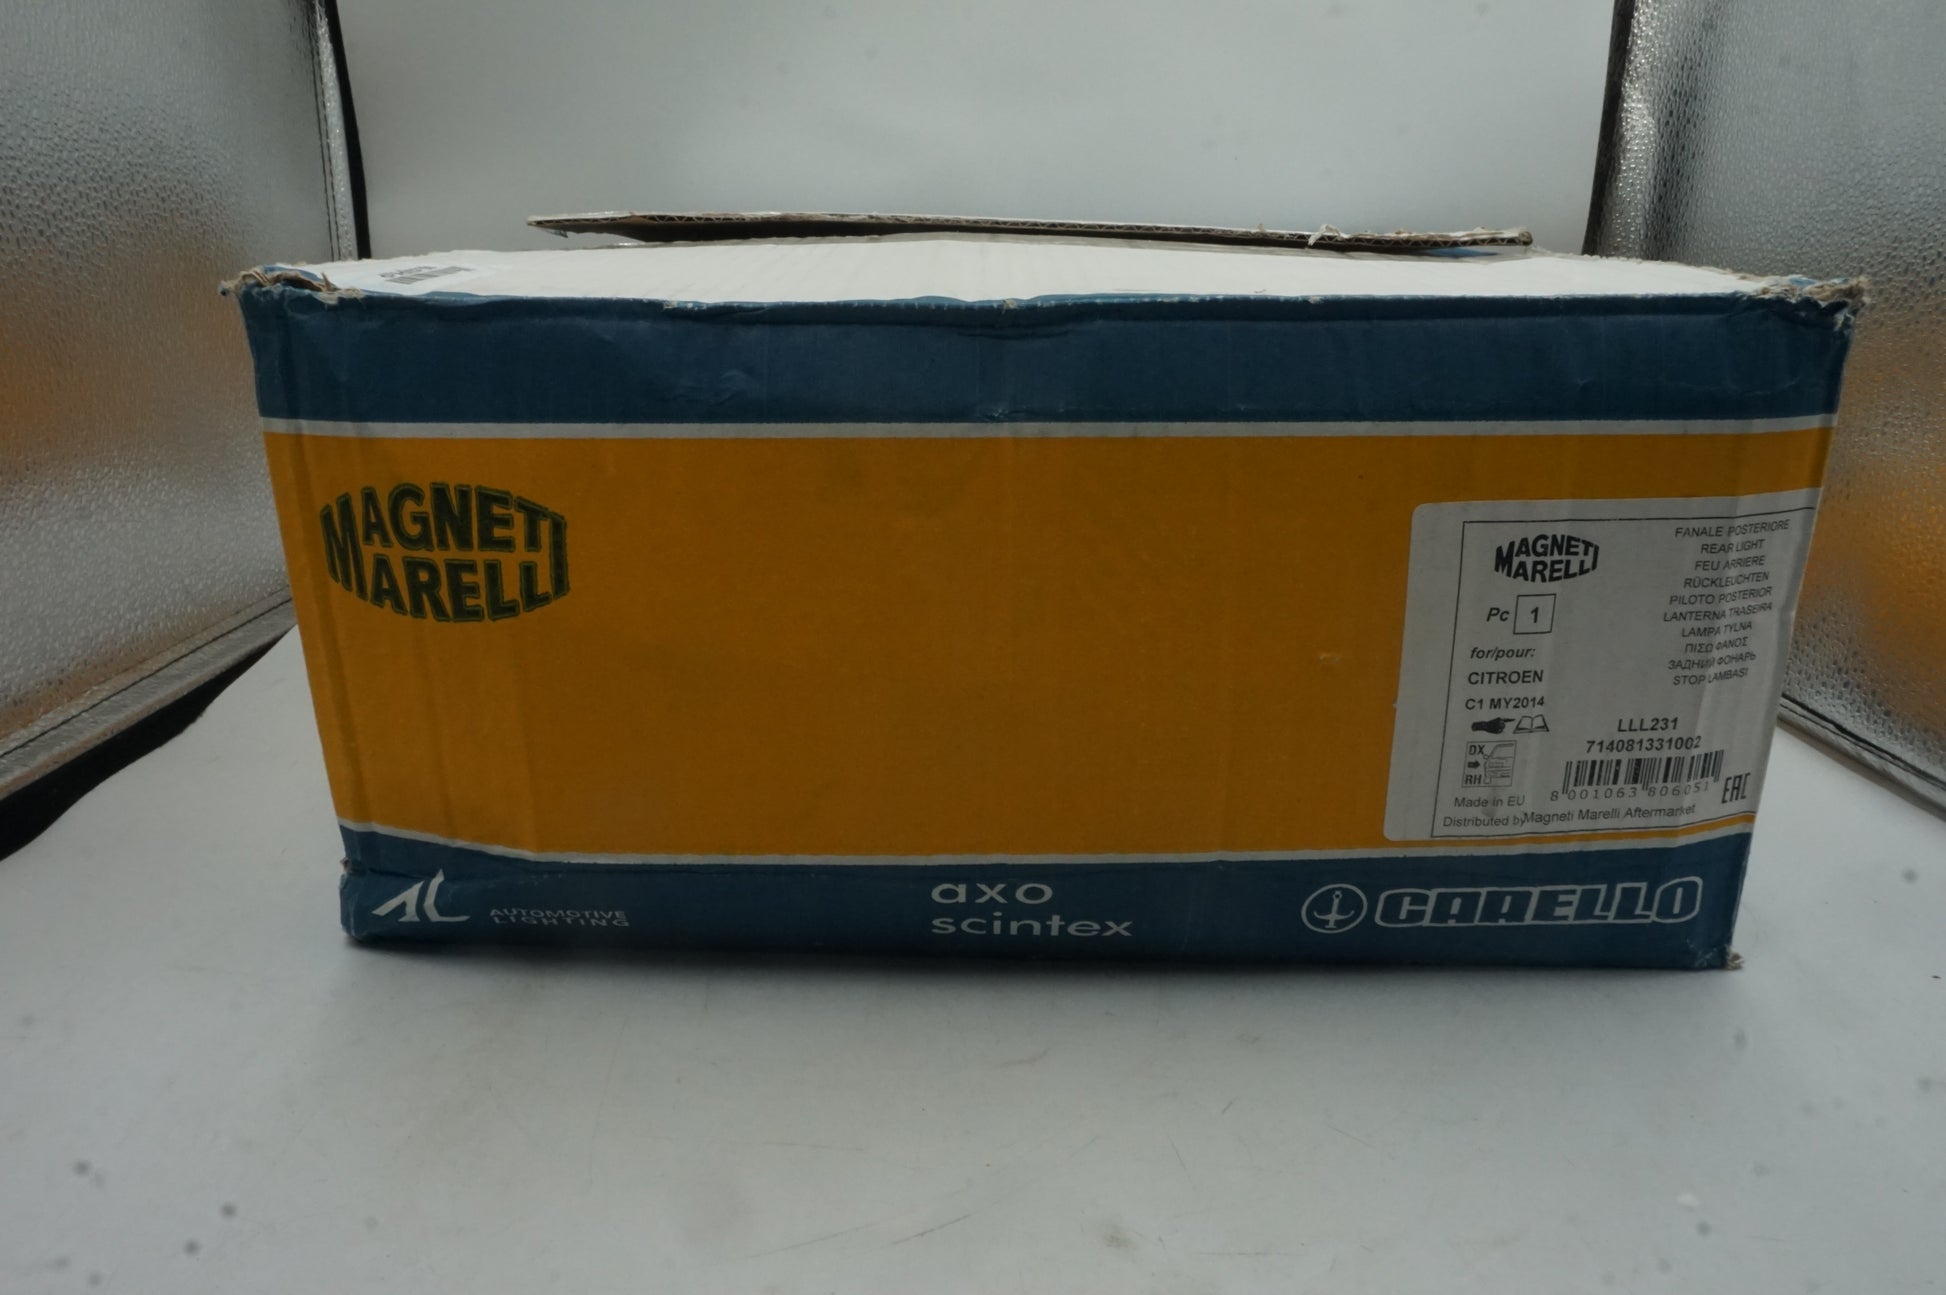 MAGNETI
MARELLI
MAGNETI
MARELLI
Pc 1
for/pour:
CITROEN
C1 MY2014
DX
RH
FANALE POSTERIORE
REAR LIGHT
FEU ARRIERE
RÜCKLEUCHTEN
PILOTO POSTERIOR
LANTERNA TRASEIRA
LAMPA TYLNA
ΠΙΣΩ ΦΑΝΟΣ
ЗАДНИЙ ФОНАРЬ
STOP LAMBASI
LLL231
714081331002
8 001063 806051
EAC
Made in EU
Distributed by Magneti Marelli Aftermarket
AL AUTOMOTIVE
LIGHTING
axo
scintex
CARELLO